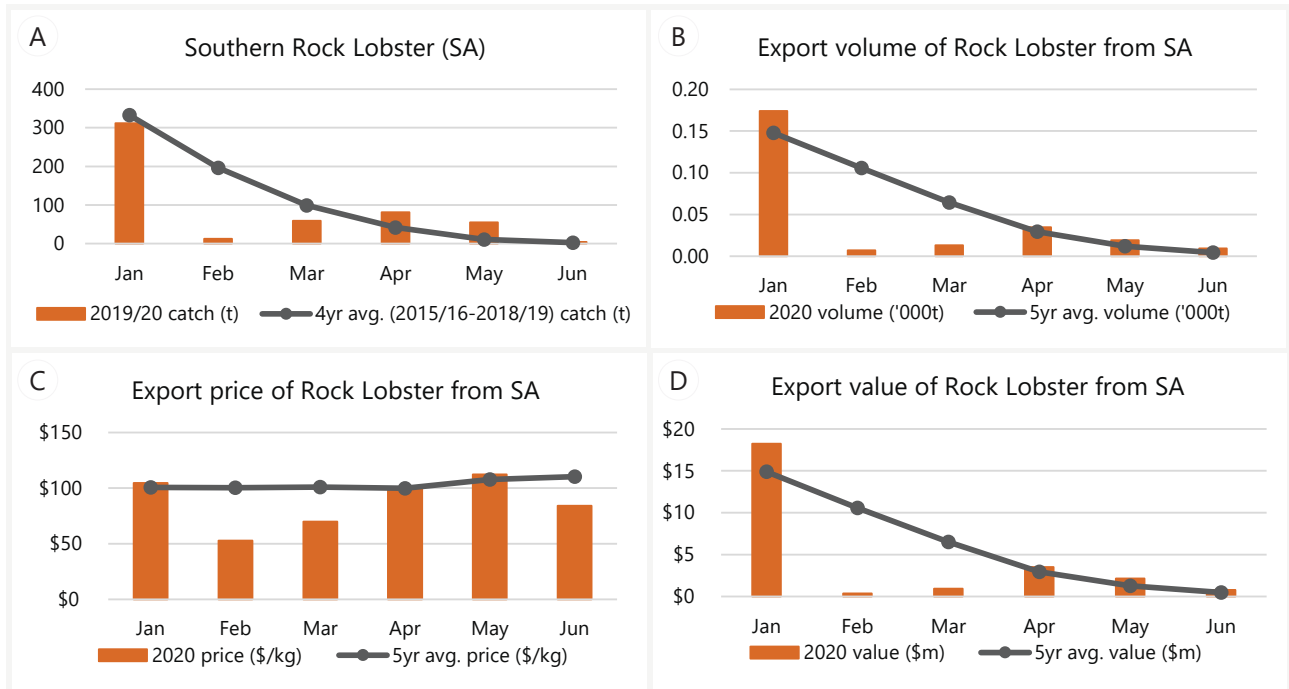 A
Southern Rock Lobster (SA)
400
300
200
100
0
Jan Feb Mar Apr May Jun
2019/20 catch (t) 4yr avg. (2015/16-2018/19) catch (t)
B
Export volume of Rock Lobster from SA
0.20
0.15
0.10
0.05
0.00
Jan Feb Mar Apr May Jun
2020 volume ('000t) 5yr avg. volume ('000t)
C
Export price of Rock Lobster from SA
$150
$100
$50
$0
Jan Feb Mar Apr May Jun
2020 price ($/kg) 5yr avg. price ($/kg)
D
Export value of Rock Lobster from SA
$20
$15
$10
$5
$0
Jan Feb Mar Apr May Jun
2020 value ($m) 5yr avg. value ($m)